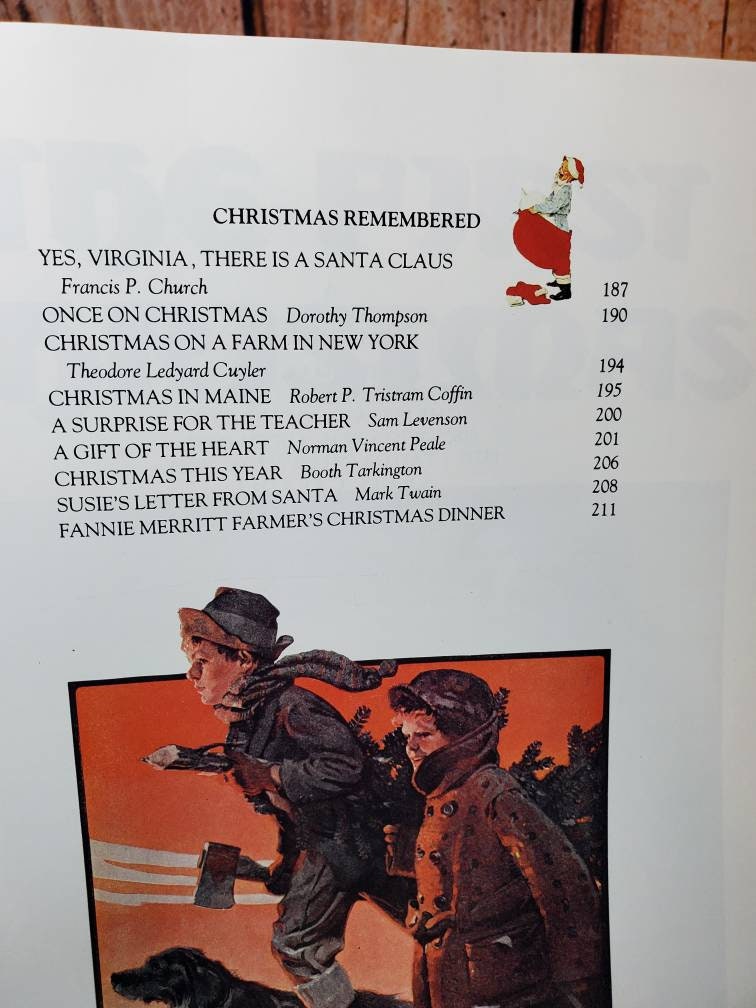 CHRISTMAS REMEMBERED
YES, VIRGINIA, THERE IS A SANTA CLAUS
Francis P. Church 187
ONCE ON CHRISTMAS Dorothy Thompson 190
CHRISTMAS ON A FARM IN NEW YORK
Theodore Ledyard Cuyler 194
CHRISTMAS IN MAINE Robert P. Tristram Coffin 195
A SURPRISE FOR THE TEACHER Sam Levenson 200
A GIFT OF THE HEART Norman Vincent Peale 201
CHRISTMAS THIS YEAR Booth Tarkington 206
SUSIE'S LETTER FROM SANTA Mark Twain 208
FANNIE MERRITT FARMER'S CHRISTMAS DINNER 211